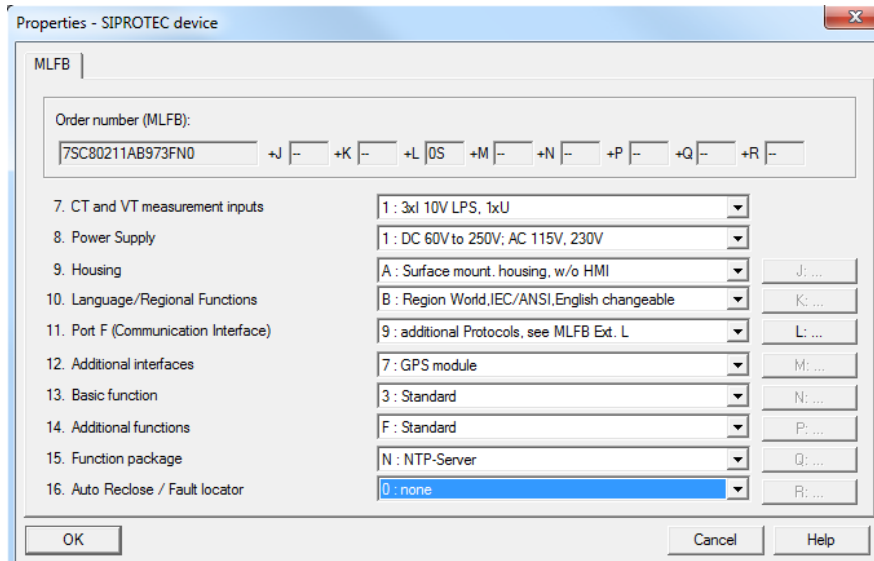 Properties - SIPROTEC device
MLFB
Order number (MLFB):
7SC80211AB973FN0 +J -- +K -- +L 0S +M -- +N -- +P -- +Q -- +R --
7. CT and VT measurement inputs 1 : 3xI 10V LPS, 1xU
8. Power Supply 1 : DC 60V to 250V; AC 115V, 230V
9. Housing A : Surface mount. housing, w/o HMI J: ...
10. Language/Regional Functions B : Region World,IEC/ANSI,English changeable K: ...
11. Port F (Communication Interface) 9 : additional Protocols, see MLFB Ext. L L: ...
12. Additional interfaces 7 : GPS module M: ...
13. Basic function 3 : Standard N: ...
14. Additional functions F : Standard P: ...
15. Function package N : NTP-Server Q: ...
16. Auto Reclose / Fault locator 0 : none R: ...
OK Cancel Help